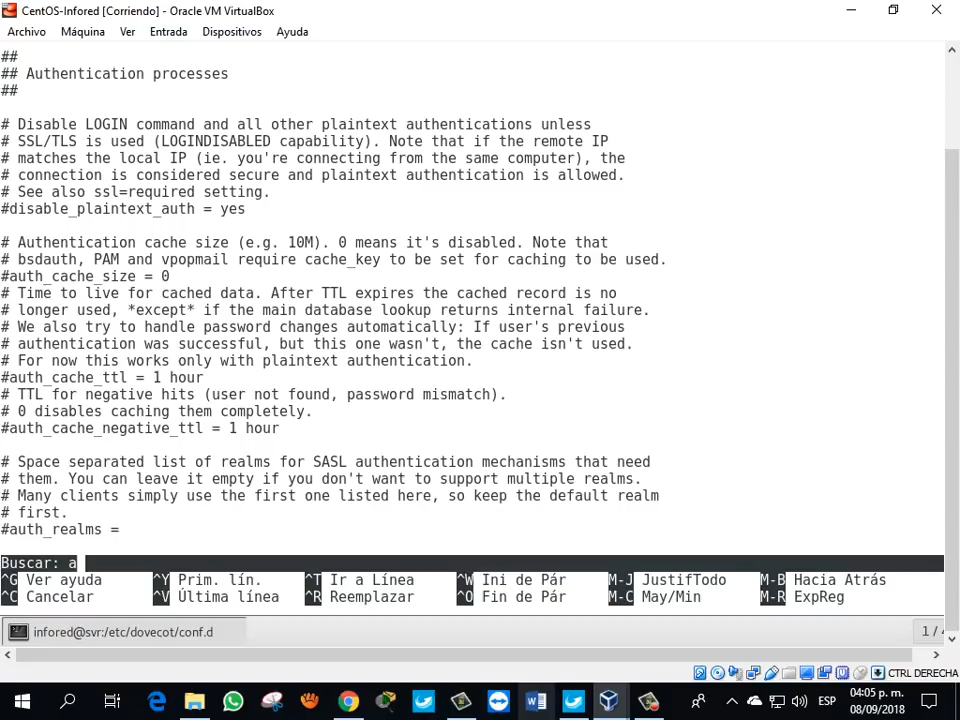 CentOS-Infored [Corriendo] - Oracle VM VirtualBox
Archivo Máquina Ver Entrada Dispositivos Ayuda
##
## Authentication processes
##
# Disable LOGIN command and all other plaintext authentications unless
# SSL/TLS is used (LOGINDISABLED capability). Note that if the remote IP
# matches the local IP (ie. you're connecting from the same computer), the
# connection is considered secure and plaintext authentication is allowed.
# See also ssl=required setting.
#disable_plaintext_auth = yes
# Authentication cache size (e.g. 10M). 0 means it's disabled. Note that
# bsdauth, PAM and vpopmail require cache_key to be set for caching to be used.
#auth_cache_size = 0
# Time to live for cached data. After TTL expires the cached record is no
# longer used, *except* if the main database lookup returns internal failure.
# We also try to handle password changes automatically: If user's previous
# authentication was successful, but this one wasn't, the cache isn't used.
# For now this works only with plaintext authentication.
#auth_cache_ttl = 1 hour
# TTL for negative hits (user not found, password mismatch).
# 0 disables caching them completely.
#auth_cache_negative_ttl = 1 hour
# Space separated list of realms for SASL authentication mechanisms that need
# them. You can leave it empty if you don't want to support multiple realms.
# Many clients simply use the first one listed here, so keep the default realm
# first.
#auth_realms =
Buscar: a
^G Ver ayuda ^Y Prim. lín. ^T Ir a Línea ^W Ini de Pár M-J JustifTodo M-B Hacia Atrás
^C Cancelar ^V Última línea ^R Reemplazar ^O Fin de Pár M-C May/Min M-R ExpReg
infored@svr:/etc/dovecot/conf.d 1 / 4
CTRL DERECHA
ESP 04:05 p. m.
08/09/2018